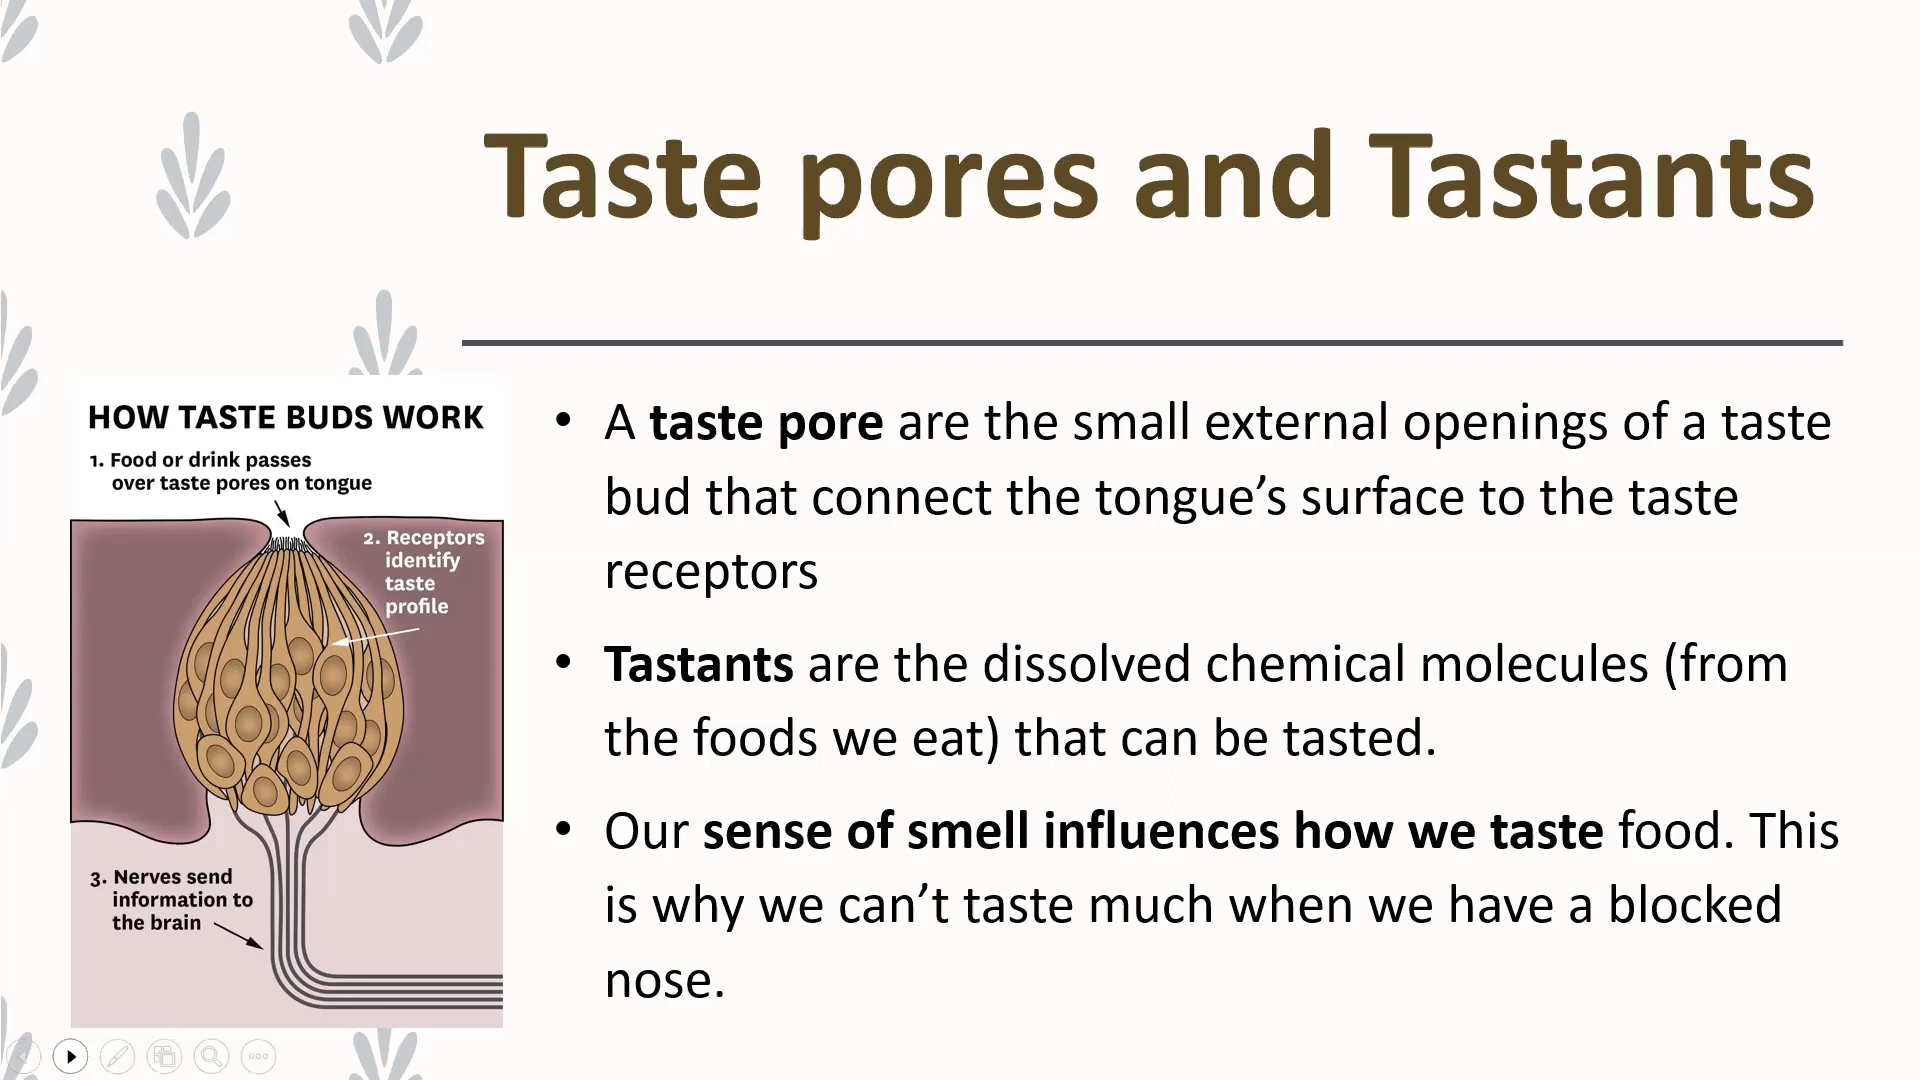 Taste pores and Tastants
HOW TASTE BUDS WORK
1. Food or drink passes
over taste pores on tongue
2. Receptors
identify
taste
profile
3. Nerves send
information to
the brain
• A taste pore are the small external openings of a taste
bud that connect the tongue’s surface to the taste
receptors
• Tastants are the dissolved chemical molecules (from
the foods we eat) that can be tasted.
• Our sense of smell influences how we taste food. This
is why we can’t taste much when we have a blocked
nose.